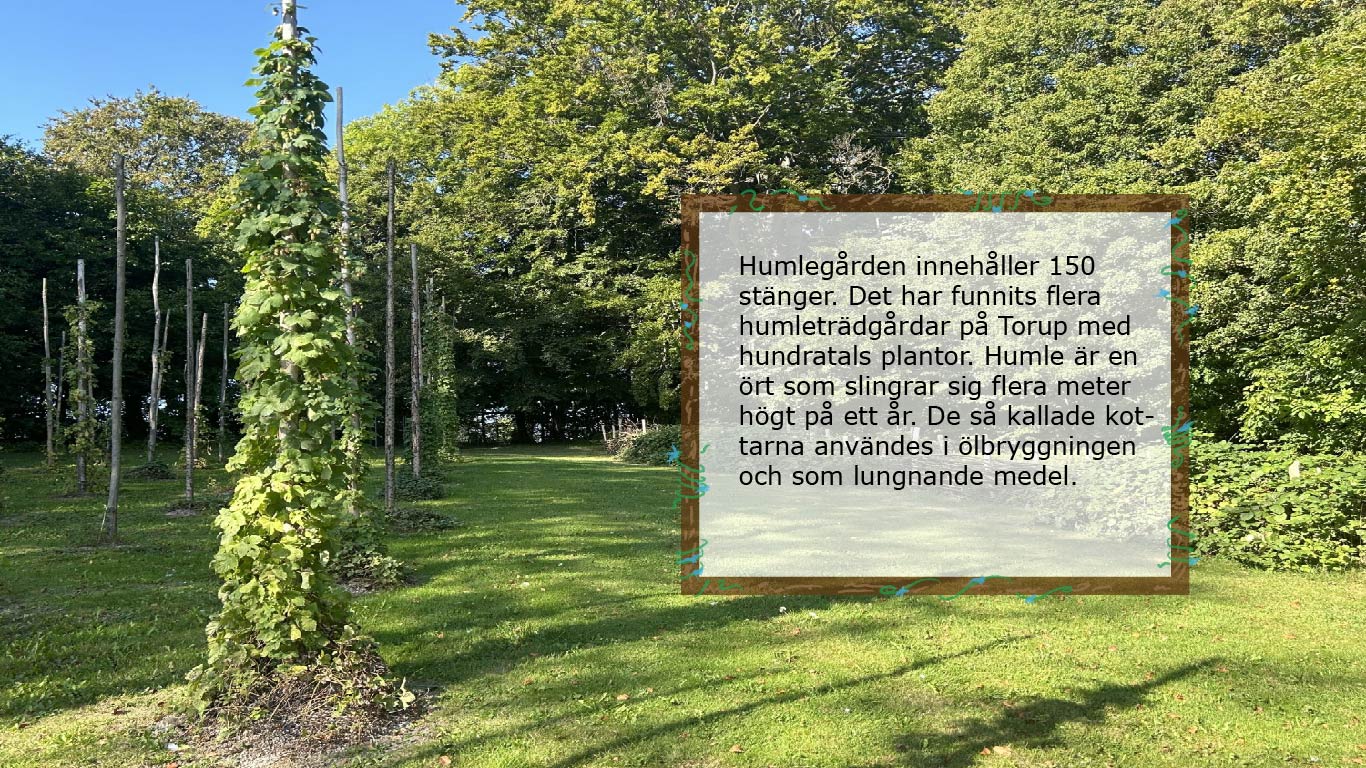 Humlegården innehåller 150
stänger. Det har funnits flera
humleträdgårdar på Torup med
hundratals plantor. Humle är en
ört som slingrar sig flera meter
högt på ett år. De så kallade kot-
tarna användes i ölbryggningen
och som lungnande medel.